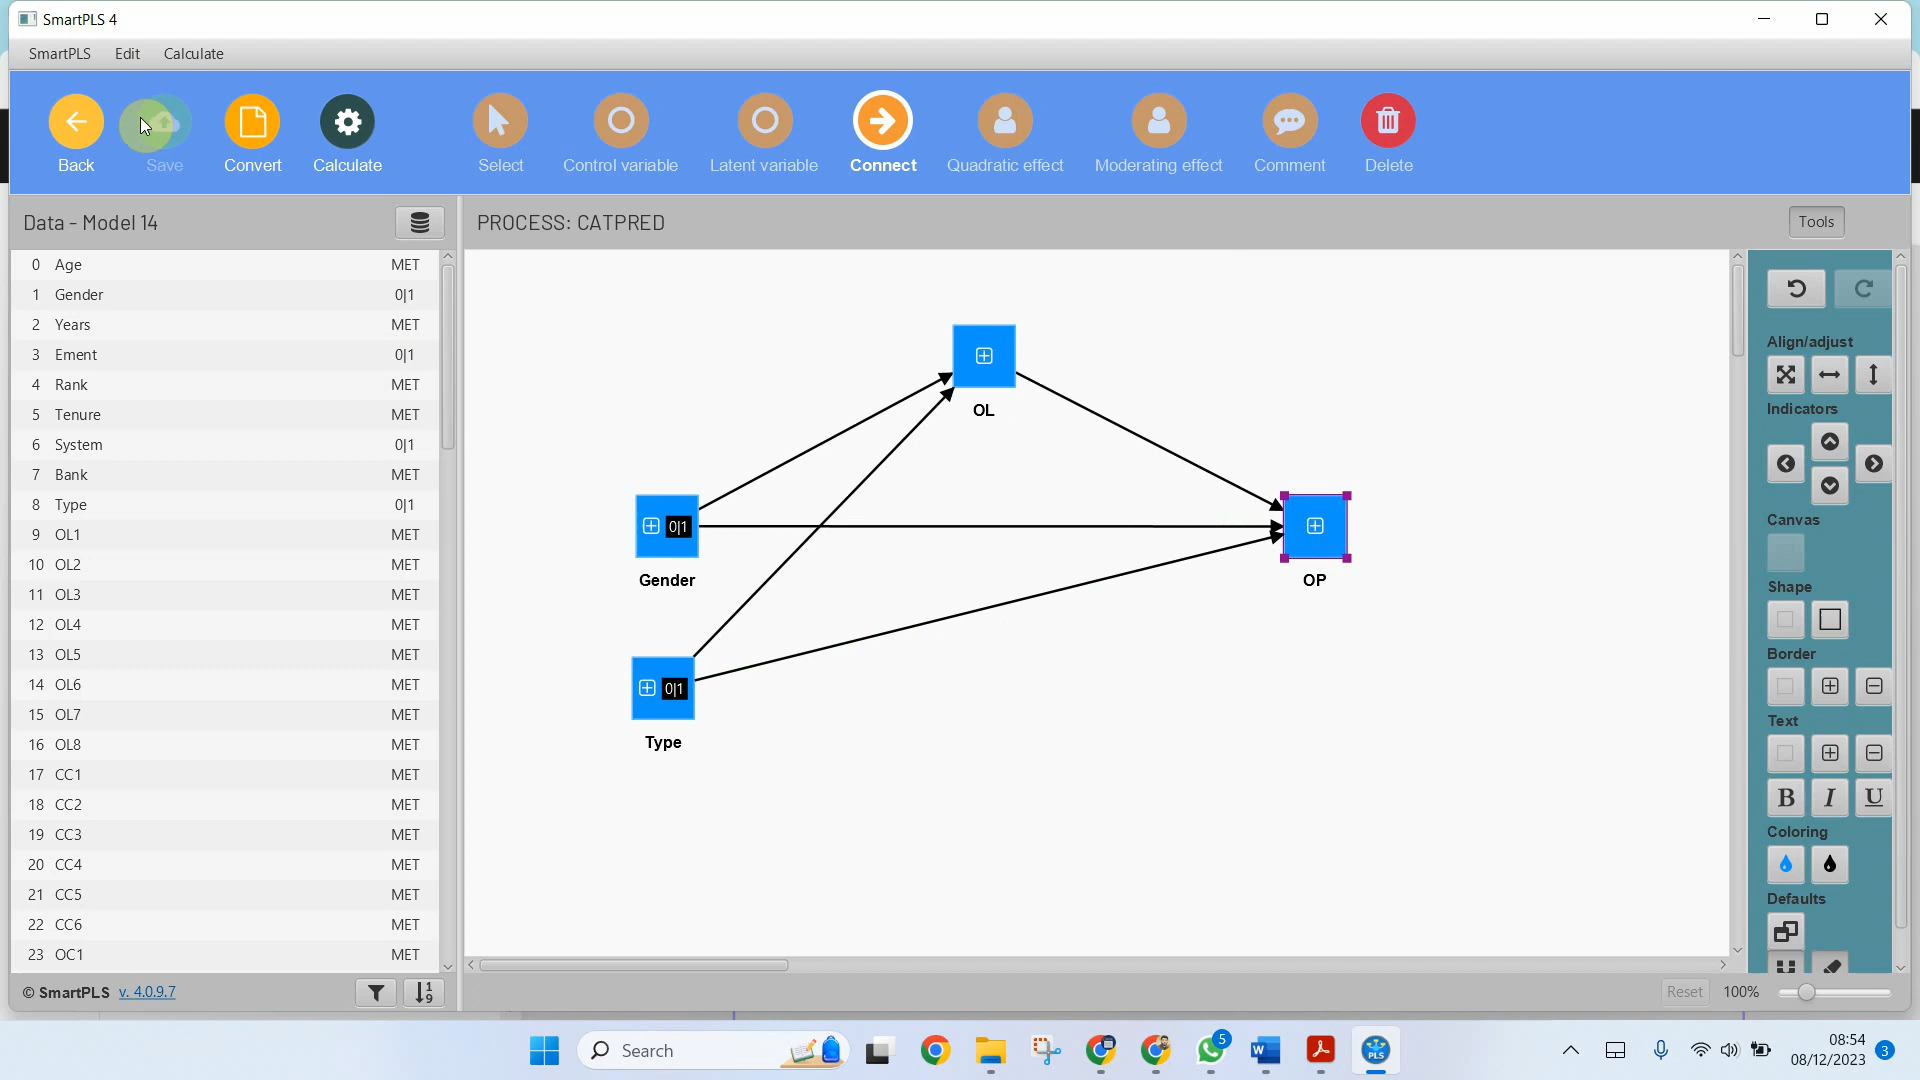 SmartPLS 4
SmartPLS Edit Calculate
Back Save Convert Calculate Select Control variable Latent variable Connect Quadratic effect Moderating effect Comment Delete
Data - Model 14
PROCESS: CATPRED
Tools
0 Age MET
1 Gender 0|1
2 Years MET
3 Ement 0|1
4 Rank MET
5 Tenure MET
6 System 0|1
7 Bank MET
8 Type 0|1
9 OL1 MET
10 OL2 MET
11 OL3 MET
12 OL4 MET
13 OL5 MET
14 OL6 MET
15 OL7 MET
16 OL8 MET
17 CC1 MET
18 CC2 MET
19 CC3 MET
20 CC4 MET
21 CC5 MET
22 CC6 MET
23 OC1 MET
OL
0|1
Gender
OP
0|1
Type
Align/adjust
Indicators
Canvas
Shape
Border
Text
B I U
Coloring
Defaults
© SmartPLS v. 4.0.9.7
1
9
Reset 100%
Search
5
W
PLS
08:54
08/12/2023
3